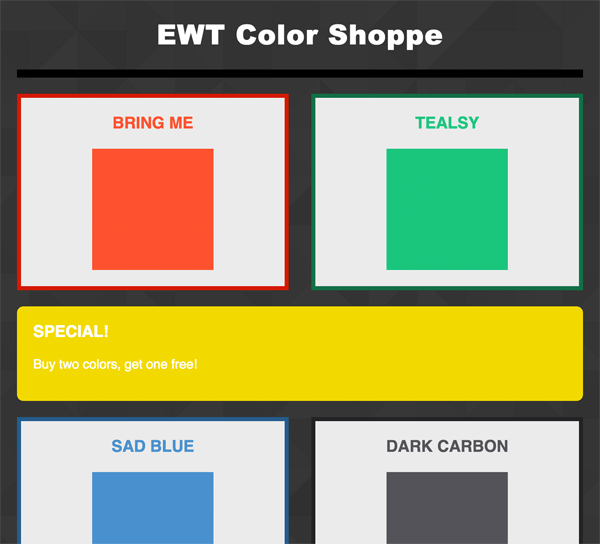 EWT Color Shoppe
BRING ME
TEALSY
SPECIAL!
Buy two colors, get one free!
SAD BLUE
DARK CARBON